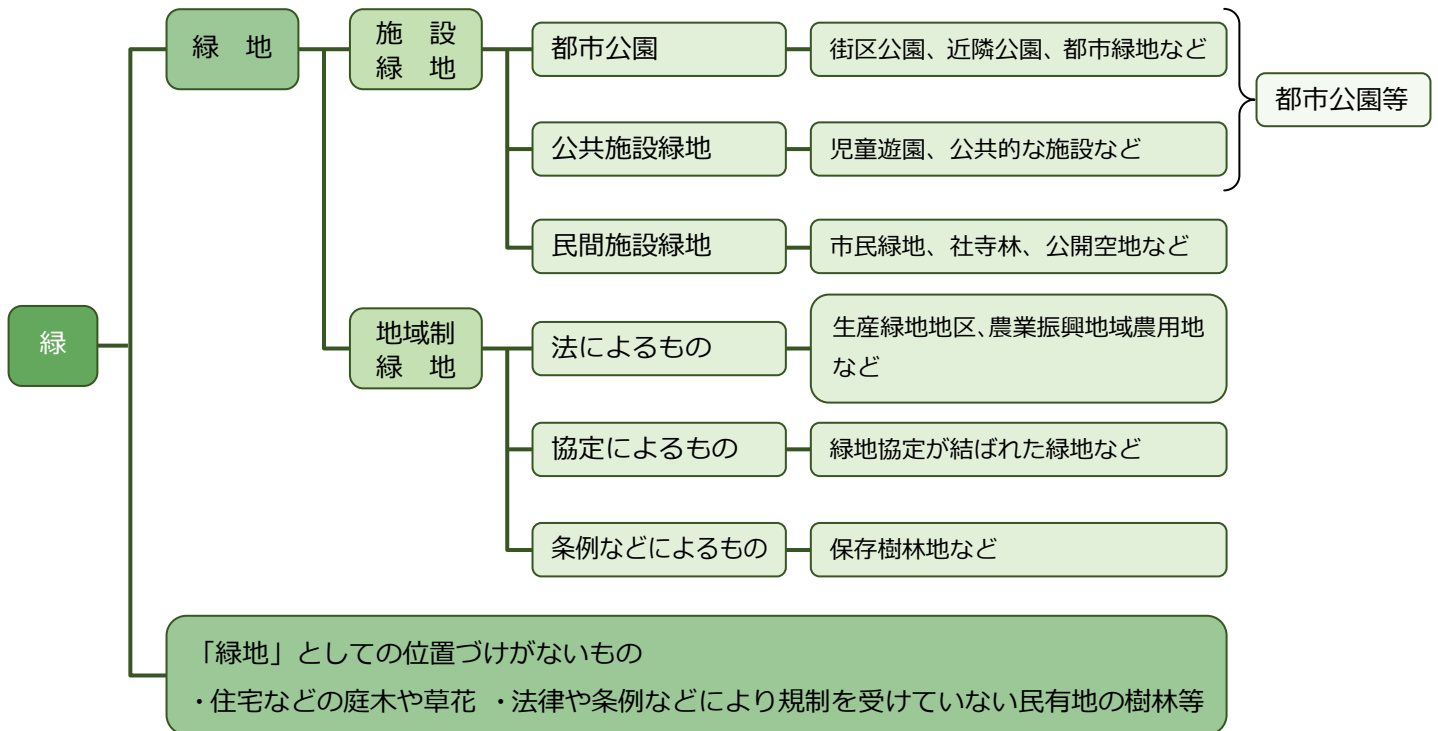 緑
緑　地
施　設
緑　地
都市公園
街区公園、近隣公園、都市緑地など
都市公園等
公共施設緑地
児童遊園、公共的な施設など
民間施設緑地
市民緑地、社寺林、公開空地など
地域制
緑　地
法によるもの
生産緑地地区、農業振興地域農用地
など
協定によるもの
緑地協定が結ばれた緑地など
条例などによるもの
保存樹林地など
「緑地」としての位置づけがないもの
・住宅などの庭木や草花　・法律や条例などにより規制を受けていない民有地の樹林等